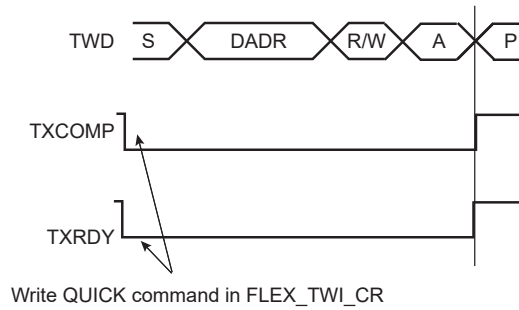 TWD S DADR R/W A P
TXCOMP
TXRDY
Write QUICK command in FLEX_TWI_CR